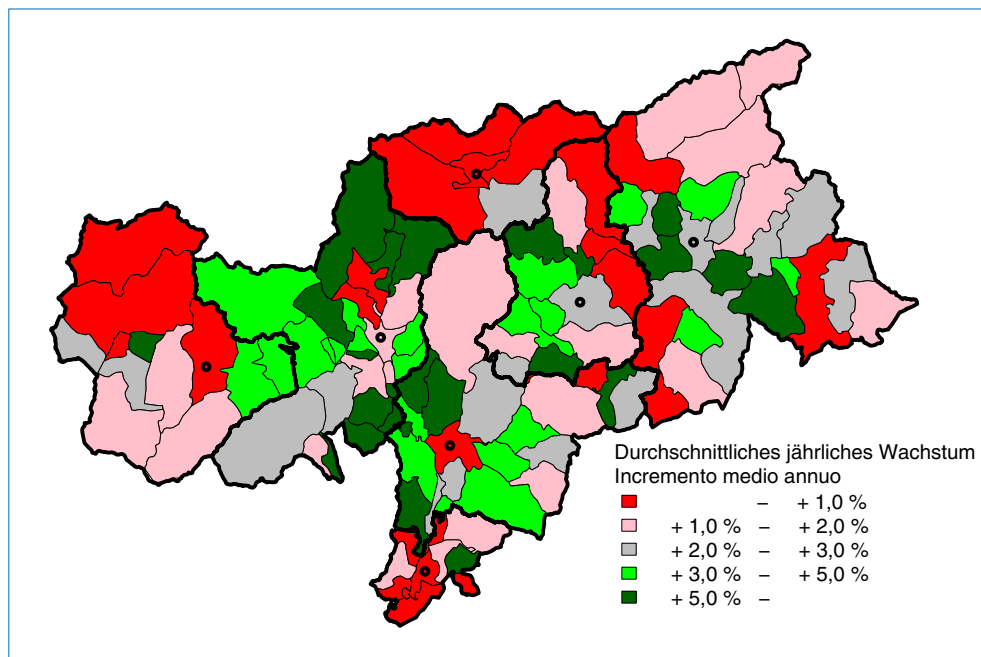 Durchschnittliches jährliches Wachstum
Incremento medio annuo
– + 1,0 %
+ 1,0 % – + 2,0 %
+ 2,0 % – + 3,0 %
+ 3,0 % – + 5,0 %
+ 5,0 % –